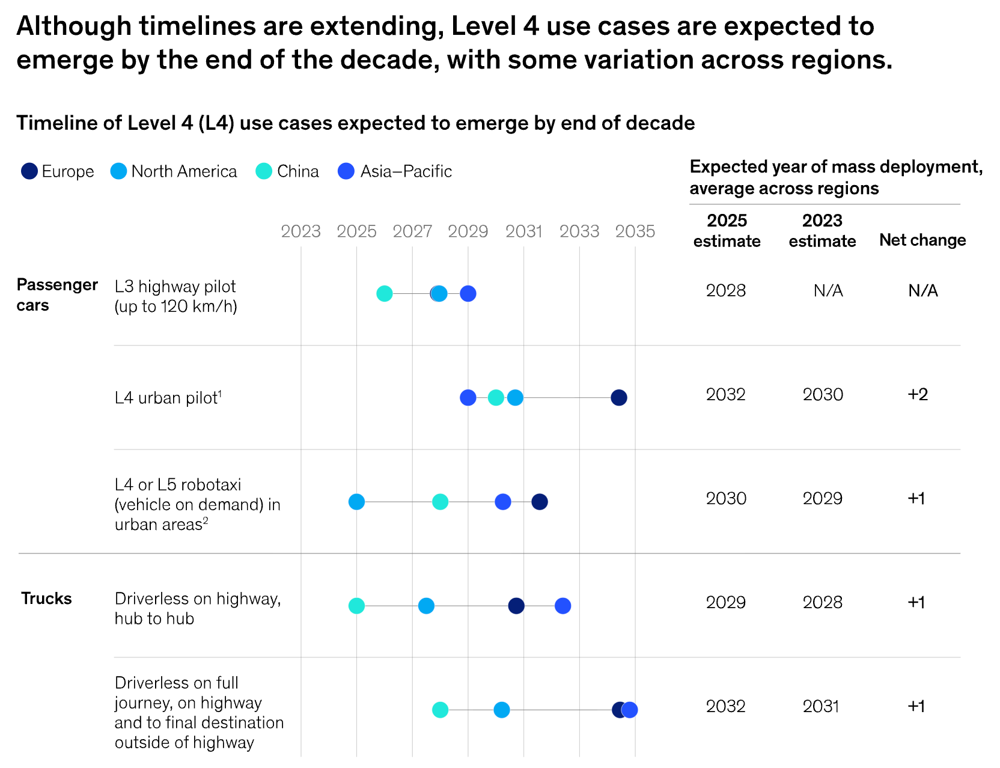 Although timelines are extending, Level 4 use cases are expected to
emerge by the end of the decade, with some variation across regions.
Timeline of Level 4 (L4) use cases expected to emerge by end of decade
Europe North America China Asia–Pacific
Expected year of mass deployment,
average across regions
2023 2025 2027 2029 2031 2033 2035
2025
estimate
2023
estimate
Net change
Passenger
cars
L3 highway pilot
(up to 120 km/h)
2028 N/A N/A
L4 urban pilot¹
2032 2030 +2
L4 or L5 robotaxi
(vehicle on demand) in
urban areas²
2030 2029 +1
Trucks
Driverless on highway,
hub to hub
2029 2028 +1
Driverless on full
journey, on highway
and to final destination
outside of highway
2032 2031 +1